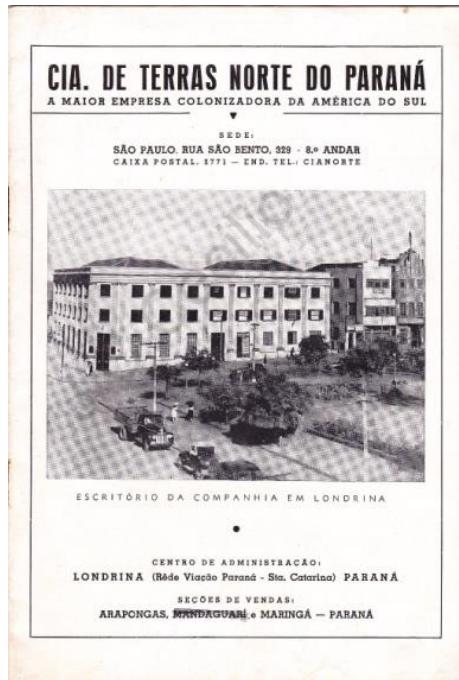 CIA. DE TERRAS NORTE DO PARANÁ
A MAIOR EMPRESA COLONIZADORA DA AMÉRICA DO SUL
SEDE:
SÃO PAULO. RUA SÃO BENTO, 329 - 8.º ANDAR
CAIXA POSTAL, 2771 — END. TEL.: CIANORTE
ESCRITÓRIO DA COMPANHIA EM LONDRINA
CENTRO DE ADMINISTRAÇÃO:
LONDRINA (Rêde Viação Paraná - Sta. Catarina) PARANÁ
SEÇÕES DE VENDAS:
ARAPONGAS, MANDAGUARÍ e MARINGÁ — PARANÁ